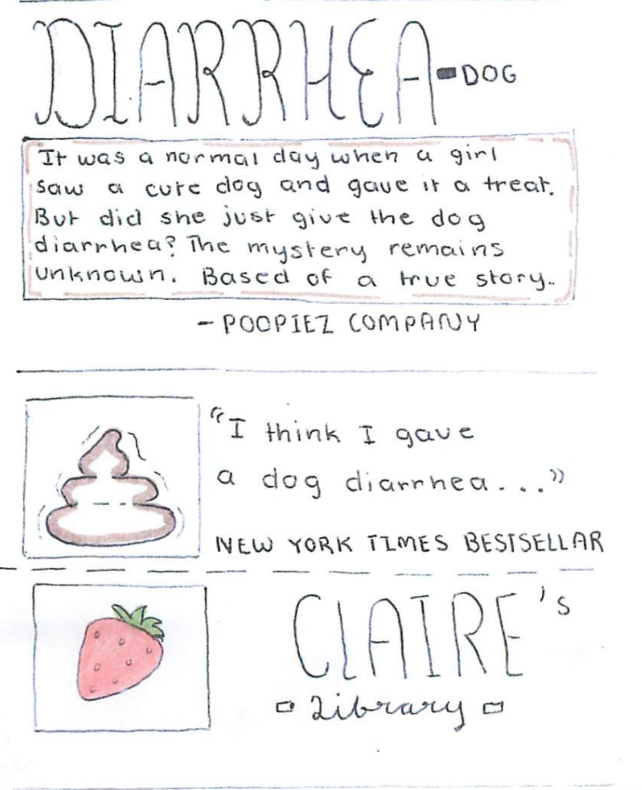 DIARRHEA-DOG
It was a normal day when a girl
saw a cute dog and gave it a treat.
But did she just give the dog
diarrhea? The mystery remains
unknown. Based of a true story..
- POOPIEZ COMPANY
"I think I gave
a dog diarrhea..."
NEW YORK TIMES BESTSELLAR
CLAIRE's
Library